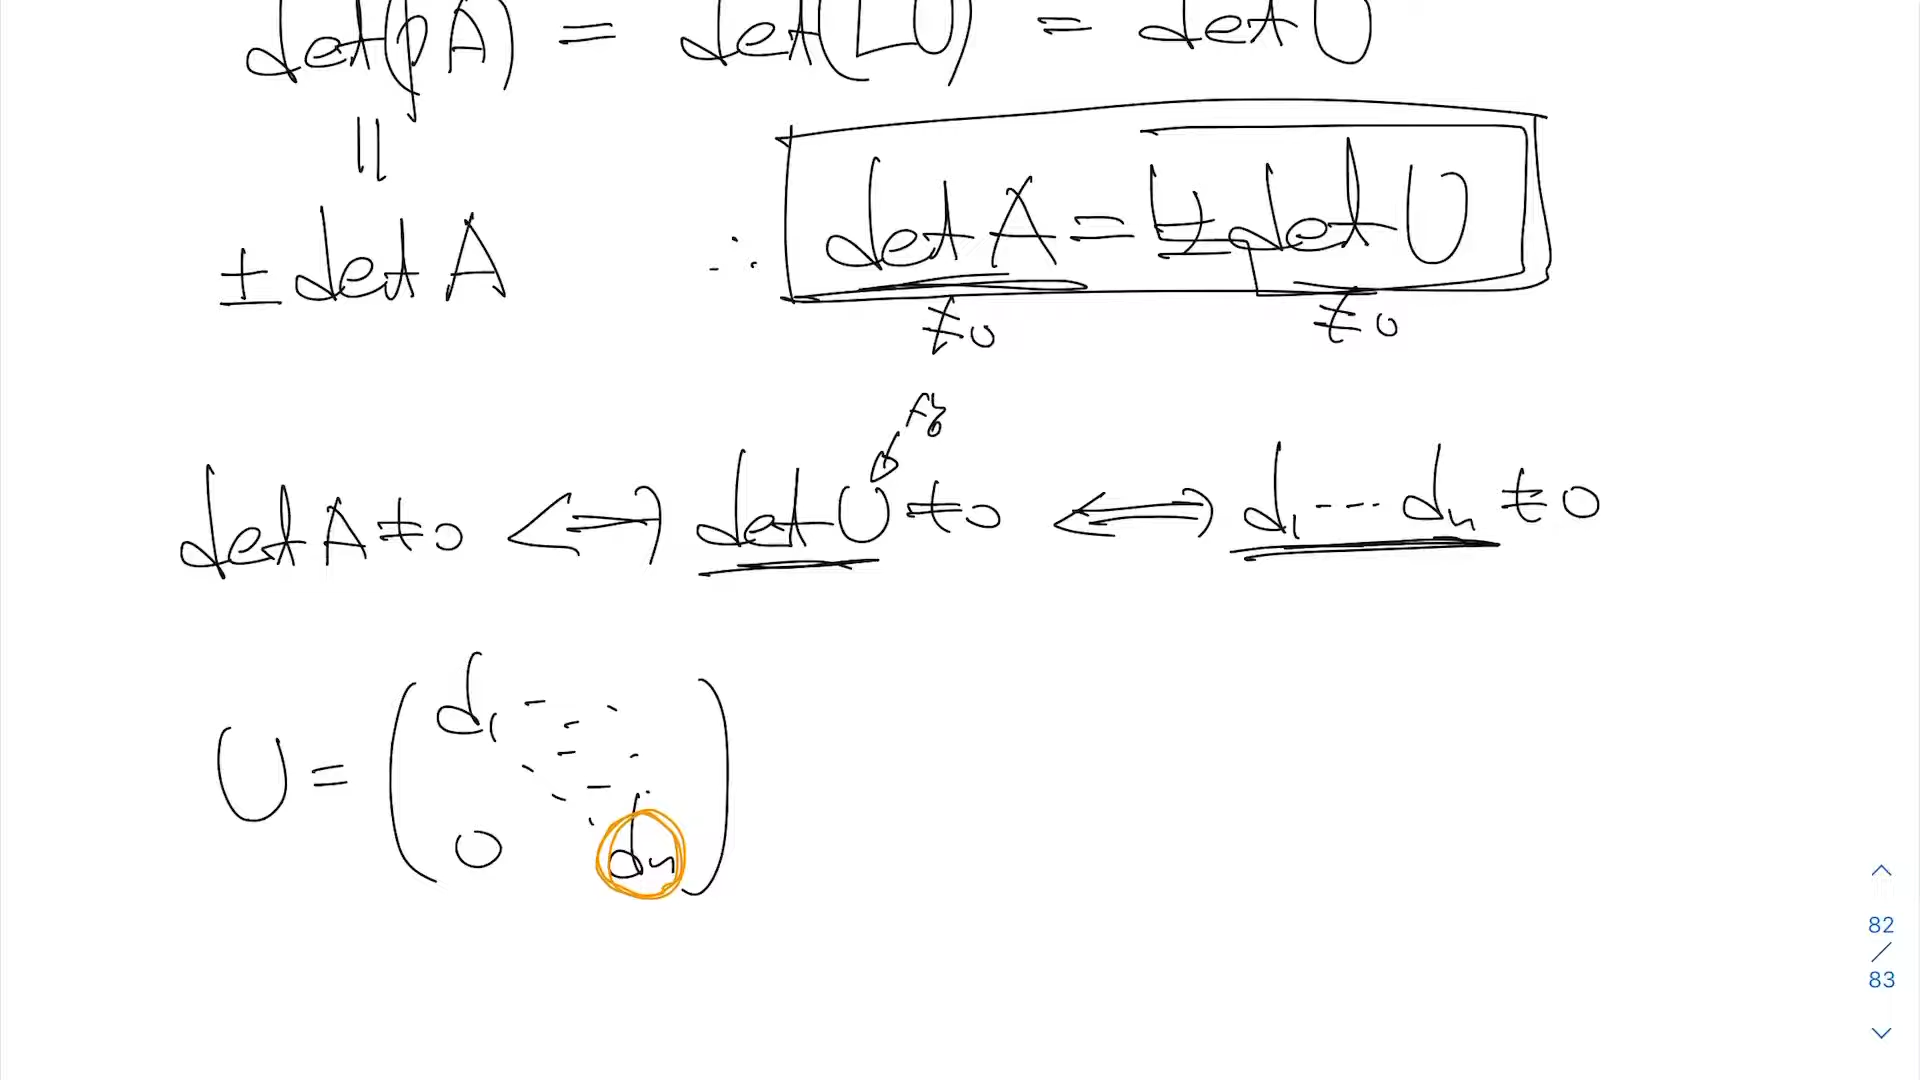 det(PA) = det(LU) = det U
||
± det A ∴ det A = ± det U
≠0 ≠0
det A ≠ 0 ⟺ det U ≠ 0 ⟺ d₁ --- dₙ ≠ 0
U = ( d₁
0 dₙ )
82
/
83